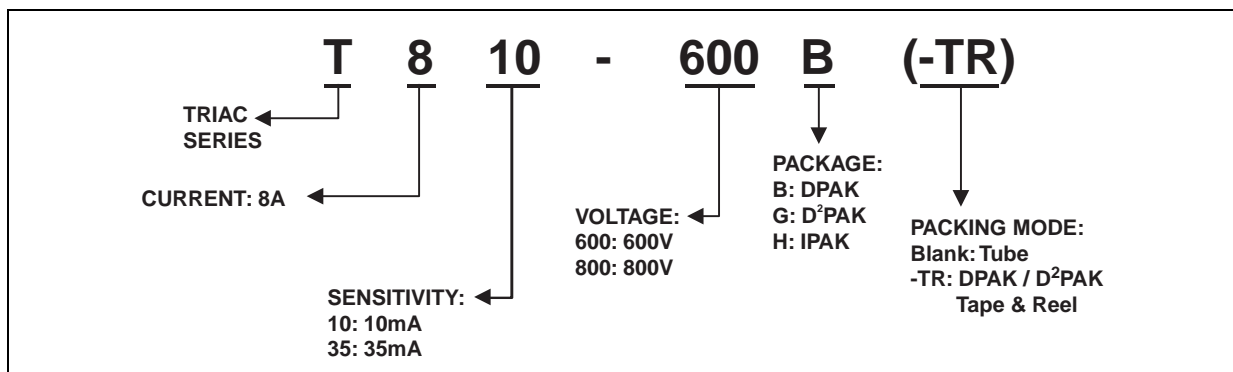 T 8 10 - 600 B (-TR)
TRIAC
SERIES
CURRENT: 8A
SENSITIVITY:
10: 10mA
35: 35mA
VOLTAGE:
600: 600V
800: 800V
PACKAGE:
B: DPAK
G: D²PAK
H: IPAK
PACKING MODE:
Blank: Tube
-TR: DPAK / D²PAK
Tape & Reel